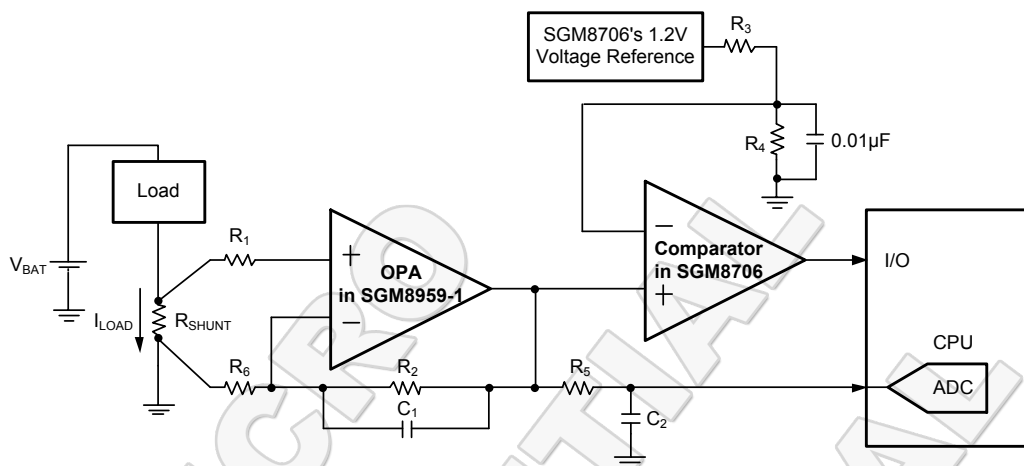 SGM8706's 1.2V
Voltage Reference
R3
R4
0.01µF
Load
VBAT
ILOAD
RSHUNT
R1
OPA
in SGM8959-1
+
−
Comparator
in SGM8706
−
+
I/O
CPU
ADC
R6
R2
C1
R5
C2